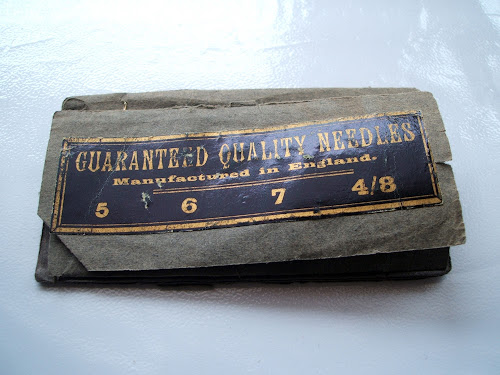 GUARANTEED QUALITY NEEDLES
Manufactured in England.
5 6 7 4/8